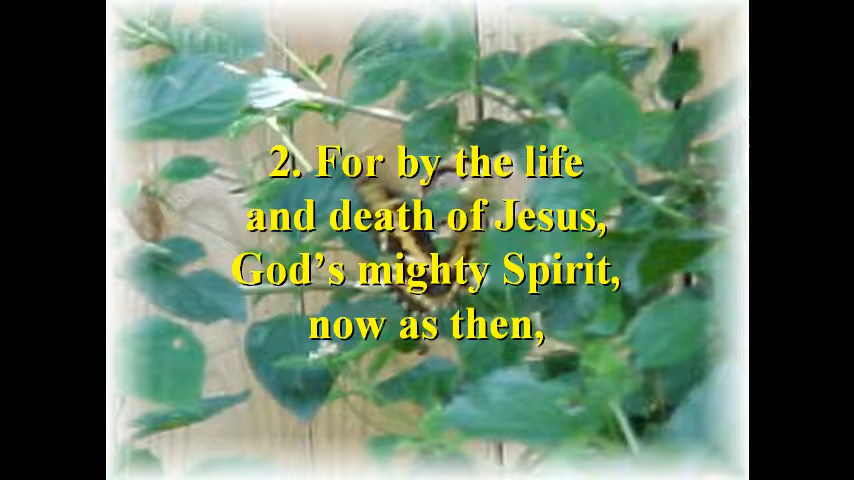 2. For by the life
and death of Jesus,
God’s mighty Spirit,
now as then,